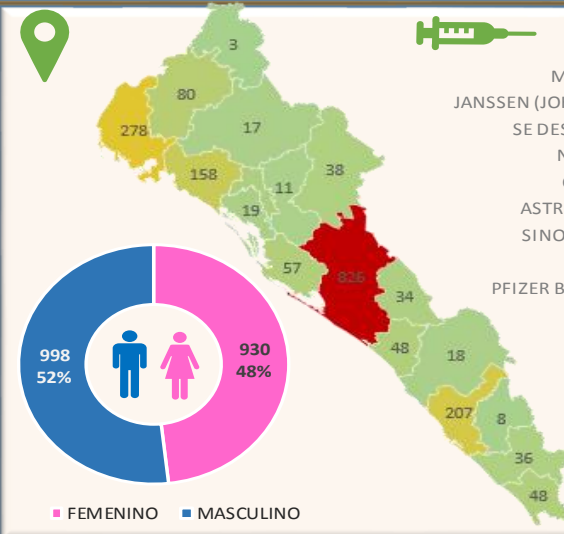 3
80
278
17
M
JANSSEN (JO
SE DES
N
158
11
38
19
ASTR
SINO
57
826
34
PFIZER B
998
52%
930
48%
48
18
207
8
36
48
FEMENINO
MASCULINO